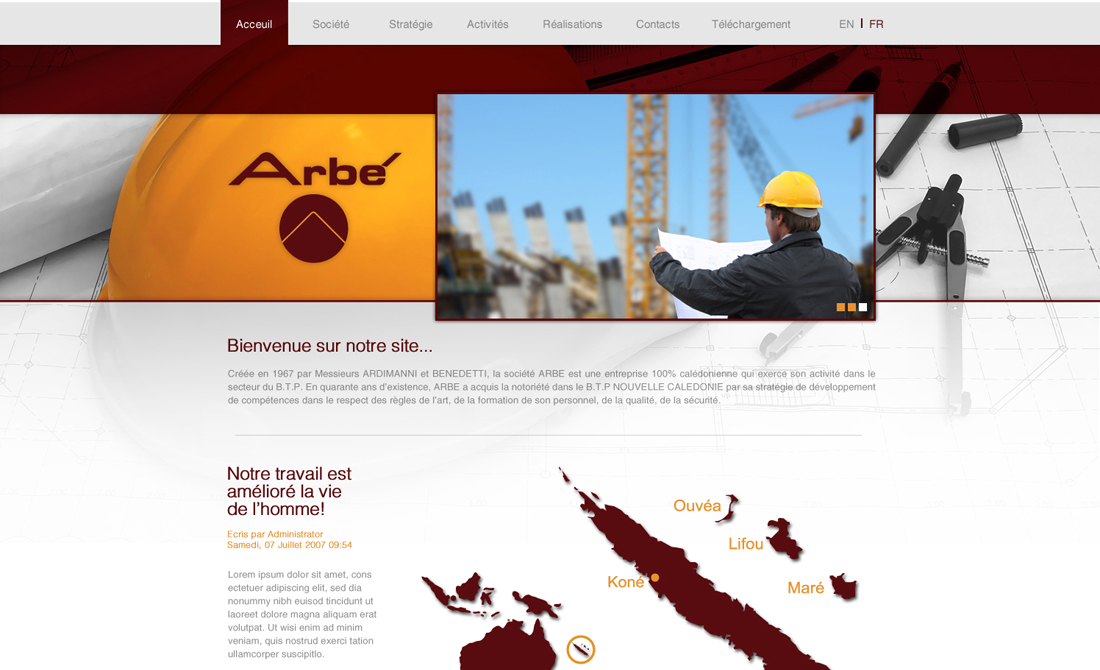 Acceuil Société Stratégie Activités Réalisations Contacts Téléchargement EN FR
Arbé
Bienvenue sur notre site...
Créée en 1967 par Messieurs ARDIMANNI et BENEDETTI, la société ARBE est une entreprise 100% calédonienne qui exerce son activité dans le
secteur du B.T.P. En quarante ans d'existence, ARBE a acquis la notoriété dans le B.T.P NOUVELLE CALEDONIE par sa stratégie de développement
de compétences dans le respect des règles de l'art, de la formation de son personnel, de la qualité, de la sécurité.
Notre travail est
amélioré la vie
de l'homme!
Ecris par Administrator
Samedi, 07 Juillet 2007 09:54
Lorem ipsum dolor sit amet, cons
ectetuer adipiscing elit, sed dia
nonummy nibh euisod tincidunt ut
laoreet dolore magna aliquam erat
volutpat. Ut wisi enim ad minim
veniam, quis nostrud exerci tation
ullamcorper suscipitlo.
Ouvéa
Lifou
Koné
Maré